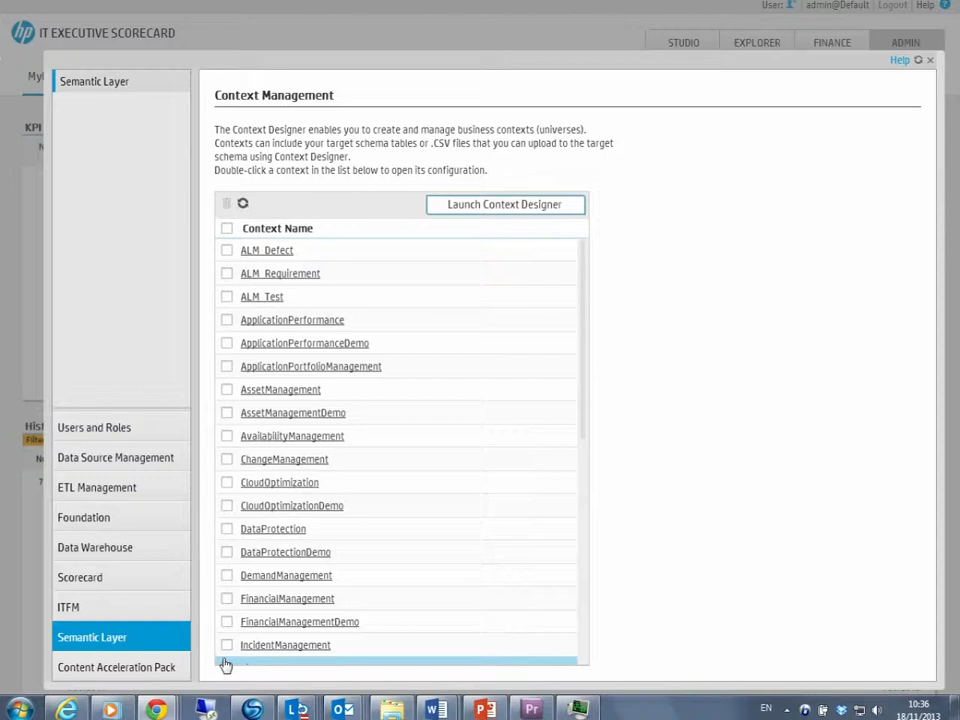 User: admin@Default Logout Help
hp IT EXECUTIVE SCORECARD
STUDIO EXPLORER FINANCE ADMIN
Help
Semantic Layer
Context Management
The Context Designer enables you to create and manage business contexts (universes).
Contexts can include your target schema tables or .CSV files that you can upload to the target
schema using Context Designer.
Double-click a context in the list below to open its configuration.
Launch Context Designer
Context Name
ALM_Defect
ALM_Requirement
ALM_Test
ApplicationPerformance
ApplicationPerformanceDemo
ApplicationPortfolioManagement
AssetManagement
AssetManagementDemo
AvailabilityManagement
ChangeManagement
CloudOptimization
CloudOptimizationDemo
DataProtection
DataProtectionDemo
DemandManagement
FinancialManagement
FinancialManagementDemo
IncidentManagement
KPI
Filter
Users and Roles
Data Source Management
ETL Management
Foundation
Data Warehouse
Scorecard
ITFM
Semantic Layer
Content Acceleration Pack
EN
10:36
18/11/2013